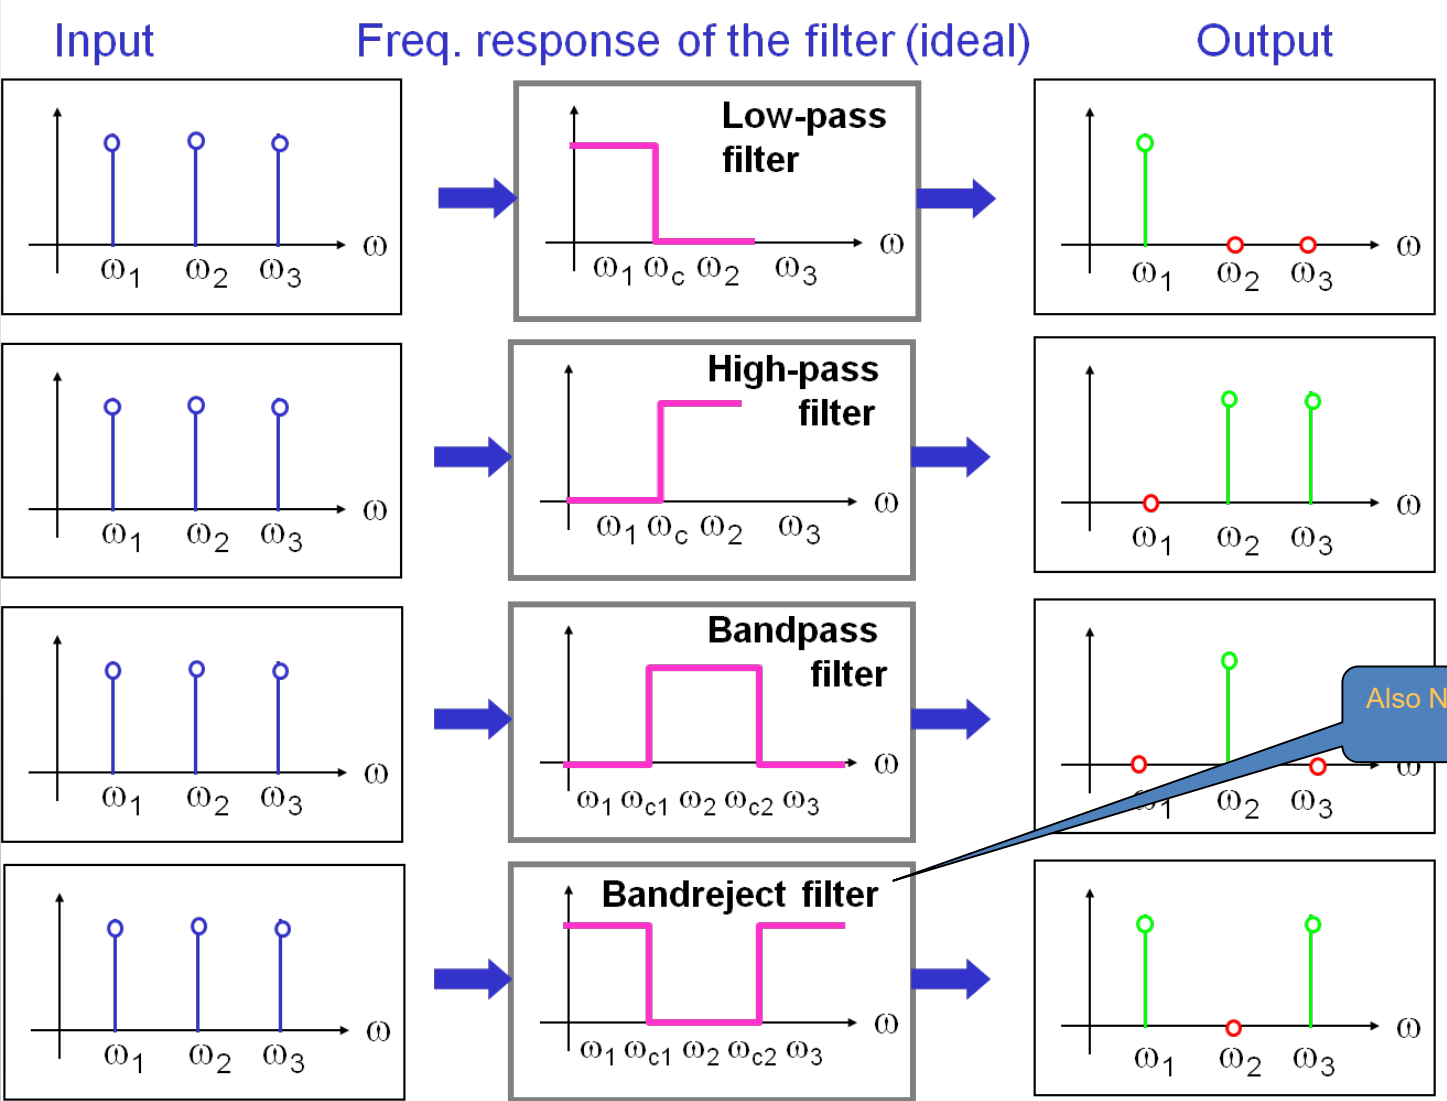 Input Freq. response of the filter (ideal) Output
ω1 ω2 ω3 ω
Low-pass
filter
ω1 ωc ω2 ω3 ω
ω1 ω2 ω3 ω
ω1 ω2 ω3 ω
High-pass
filter
ω1 ωc ω2 ω3 ω
ω1 ω2 ω3 ω
ω1 ω2 ω3 ω
Bandpass
filter
ω1 ωc1 ω2 ωc2 ω3 ω
ω1 ω2 ω3 ω
Also N
ω1 ω2 ω3 ω
Bandreject filter
ω1 ωc1 ω2 ωc2 ω3 ω
ω1 ω2 ω3 ω